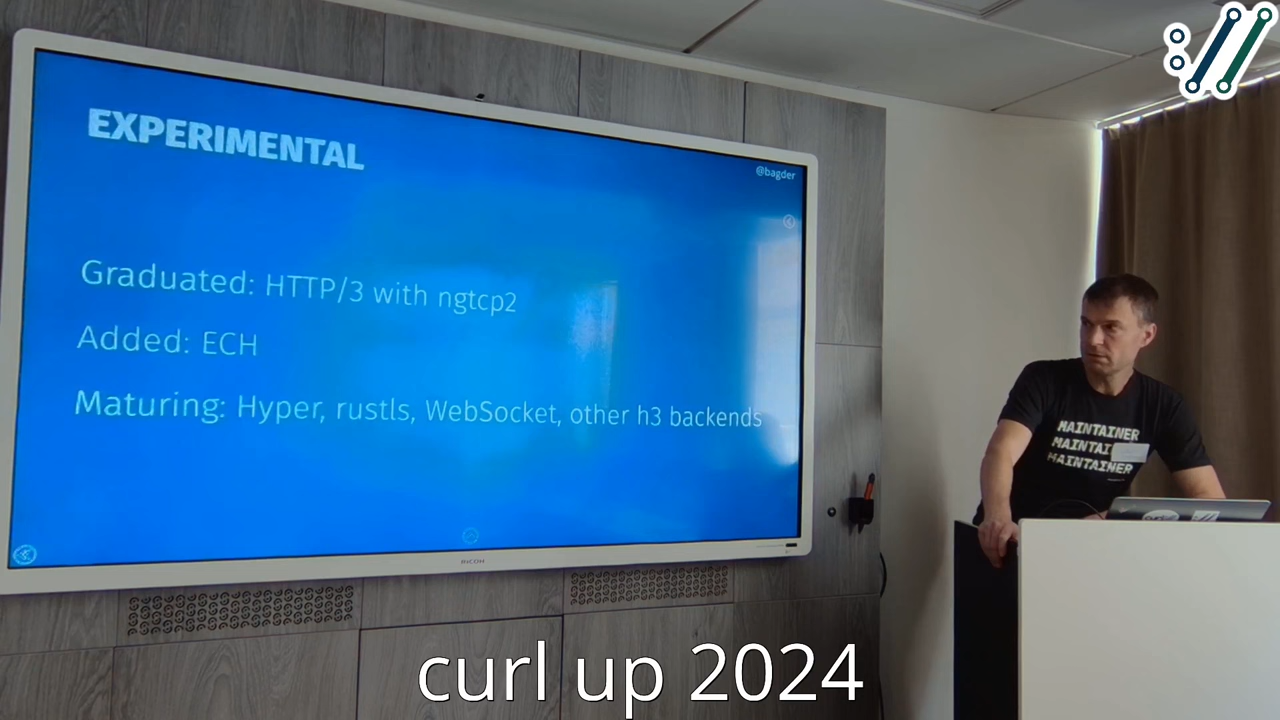 EXPERIMENTAL
@bagder
Graduated: HTTP/3 with ngtcp2
Added: ECH
Maturing: Hyper, rustls, WebSocket, other h3 backends
RICOH
MAINTAINER
MAINTAI
MAINTAINER
curl up 2024